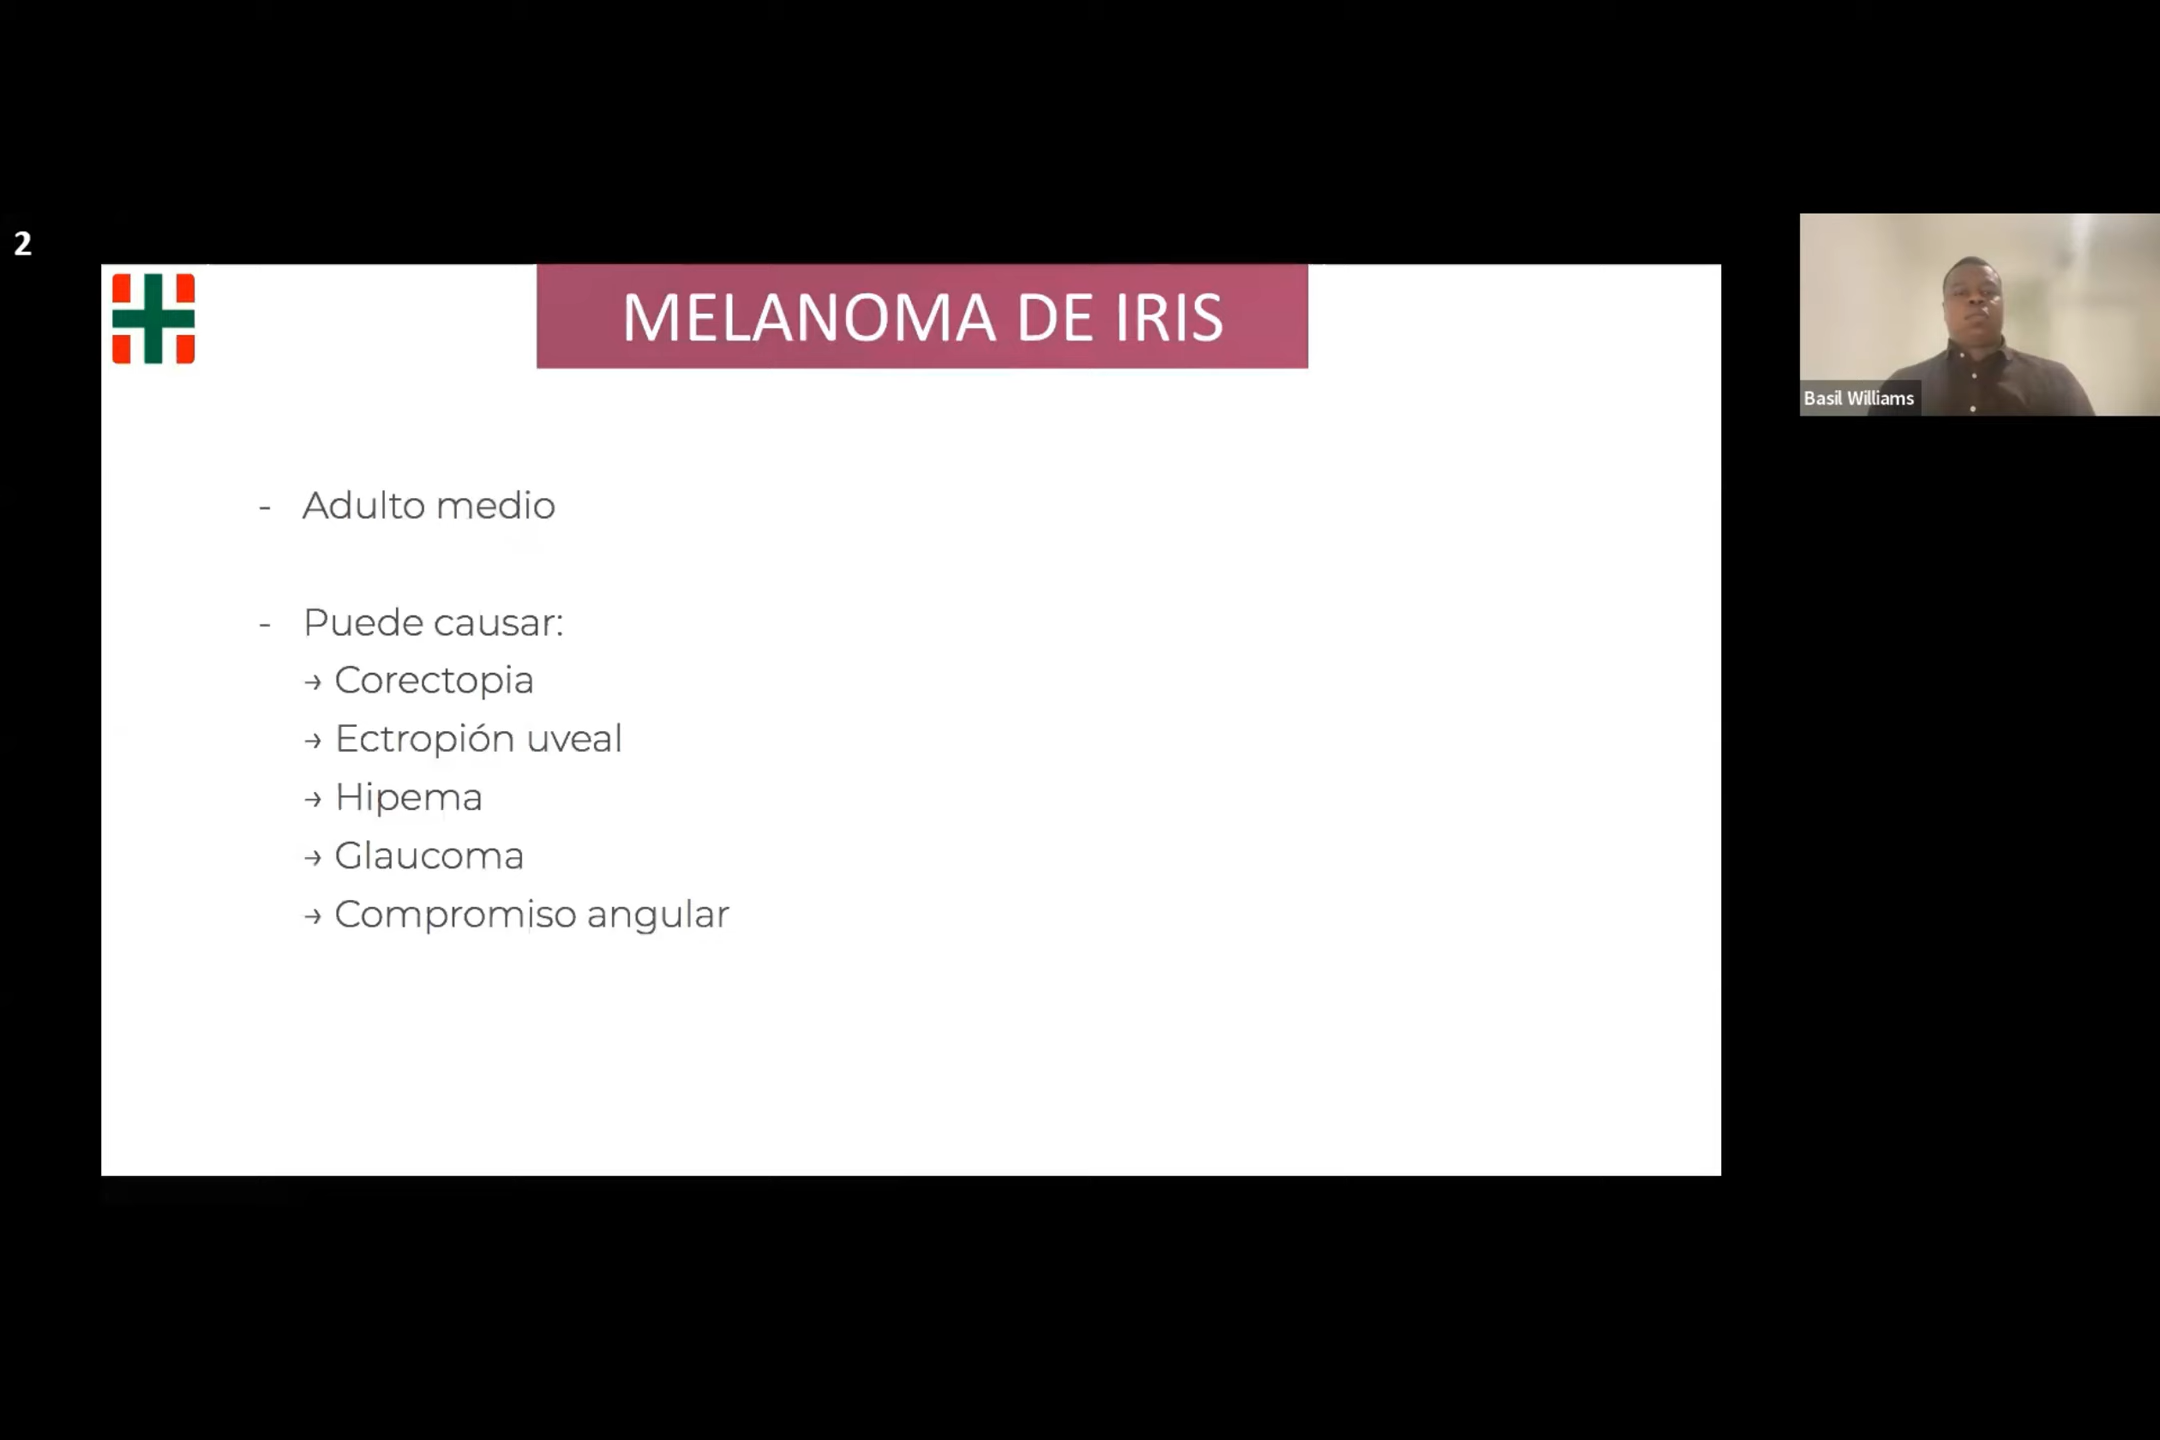 2
MELANOMA DE IRIS
- Adulto medio
- Puede causar:
→ Corectopia
→ Ectropión uveal
→ Hipema
→ Glaucoma
→ Compromiso angular
Basil Williams